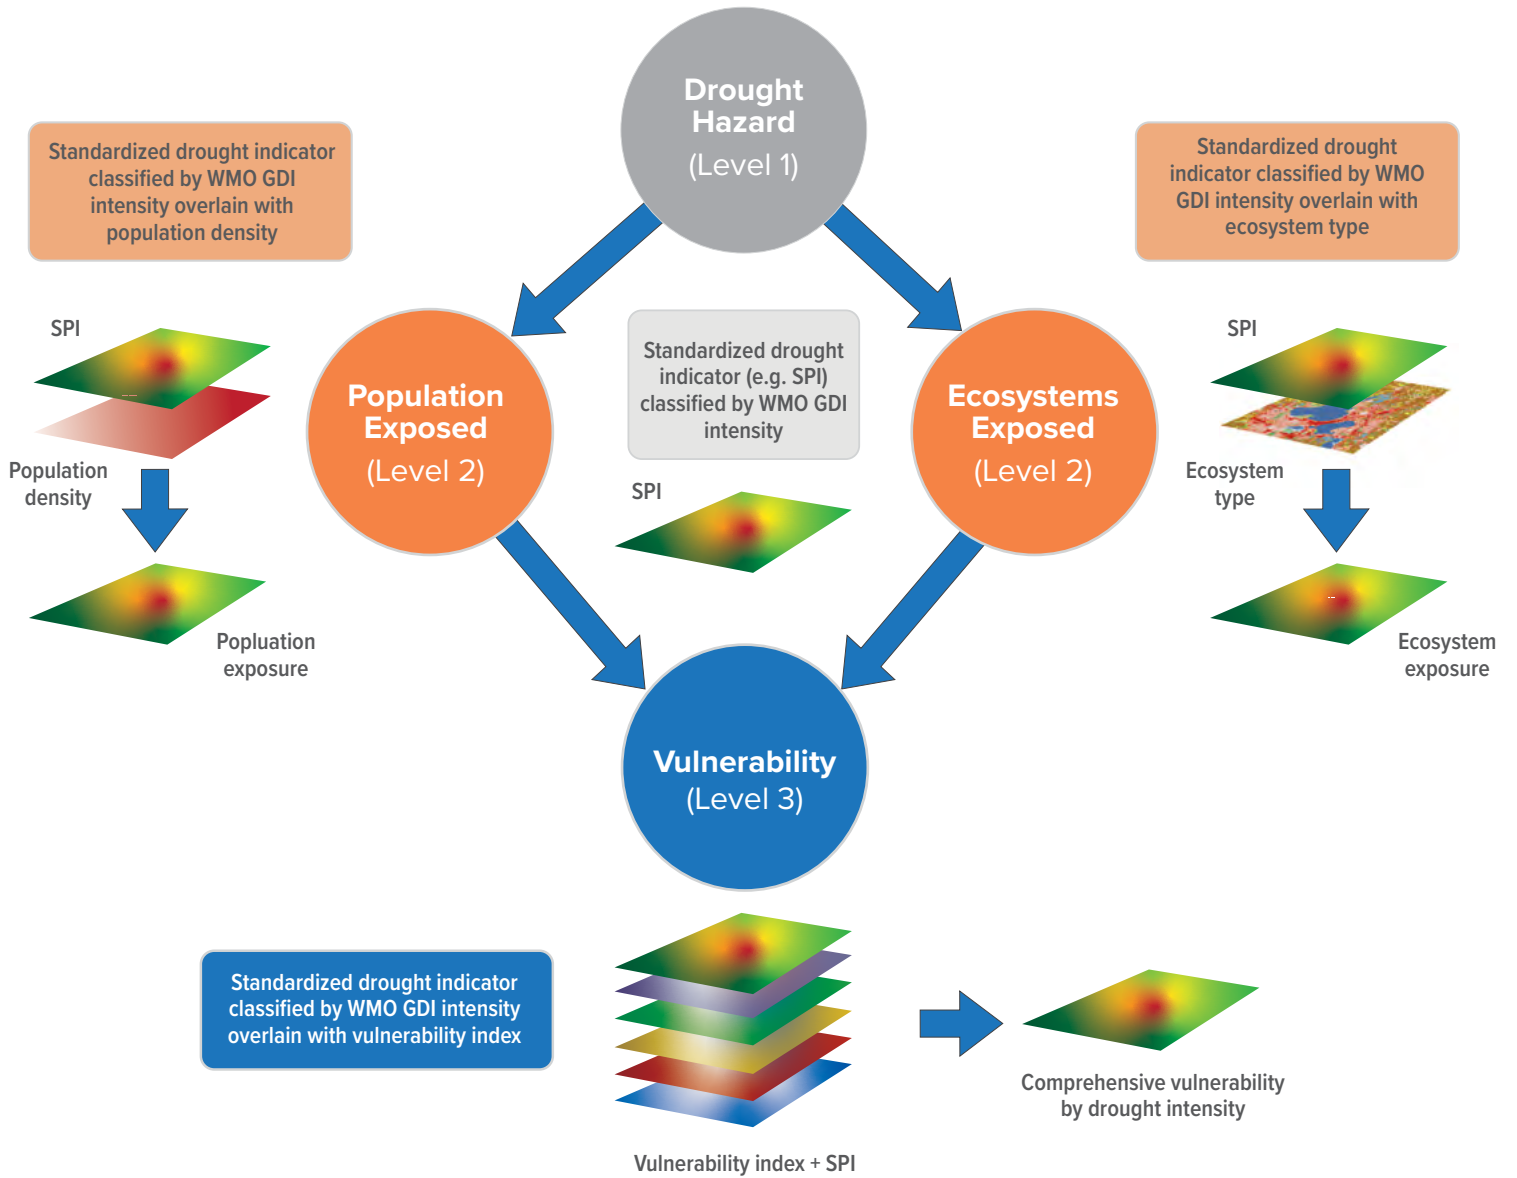 Drought
Hazard
(Level 1)
Standardized drought indicator
classified by WMO GDI
intensity overlain with
population density
Standardized drought
indicator classified by WMO
GDI intensity overlain with
ecosystem type
SPI
Population
density
Popluation
exposure
Population
Exposed
(Level 2)
Standardized drought
indicator (e.g. SPI)
classified by WMO GDI
intensity
SPI
Ecosystems
Exposed
(Level 2)
SPI
Ecosystem
type
Ecosystem
exposure
Vulnerability
(Level 3)
Standardized drought indicator
classified by WMO GDI intensity
overlain with vulnerability index
Vulnerability index + SPI
Comprehensive vulnerability
by drought intensity